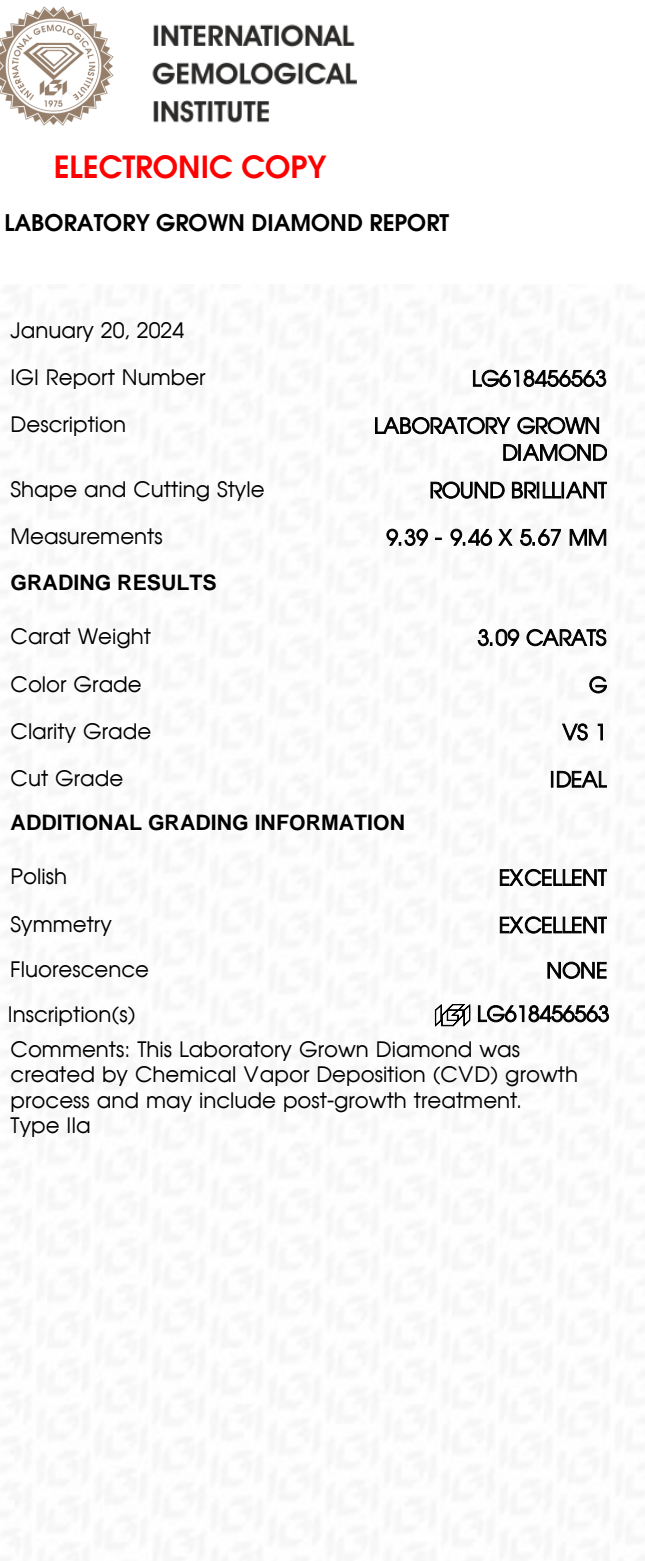 INTERNATIONAL GEMOLOGICAL INSTITUTE
IGI
1975
INTERNATIONAL
GEMOLOGICAL
INSTITUTE
ELECTRONIC COPY
LABORATORY GROWN DIAMOND REPORT
January 20, 2024
IGI Report Number LG618456563
Description LABORATORY GROWN
DIAMOND
Shape and Cutting Style ROUND BRILLIANT
Measurements 9.39 - 9.46 X 5.67 MM
GRADING RESULTS
Carat Weight 3.09 CARATS
Color Grade G
Clarity Grade VS 1
Cut Grade IDEAL
ADDITIONAL GRADING INFORMATION
Polish EXCELLENT
Symmetry EXCELLENT
Fluorescence NONE
Inscription(s) IGI LG618456563
Comments: This Laboratory Grown Diamond was
created by Chemical Vapor Deposition (CVD) growth
process and may include post-growth treatment.
Type IIa